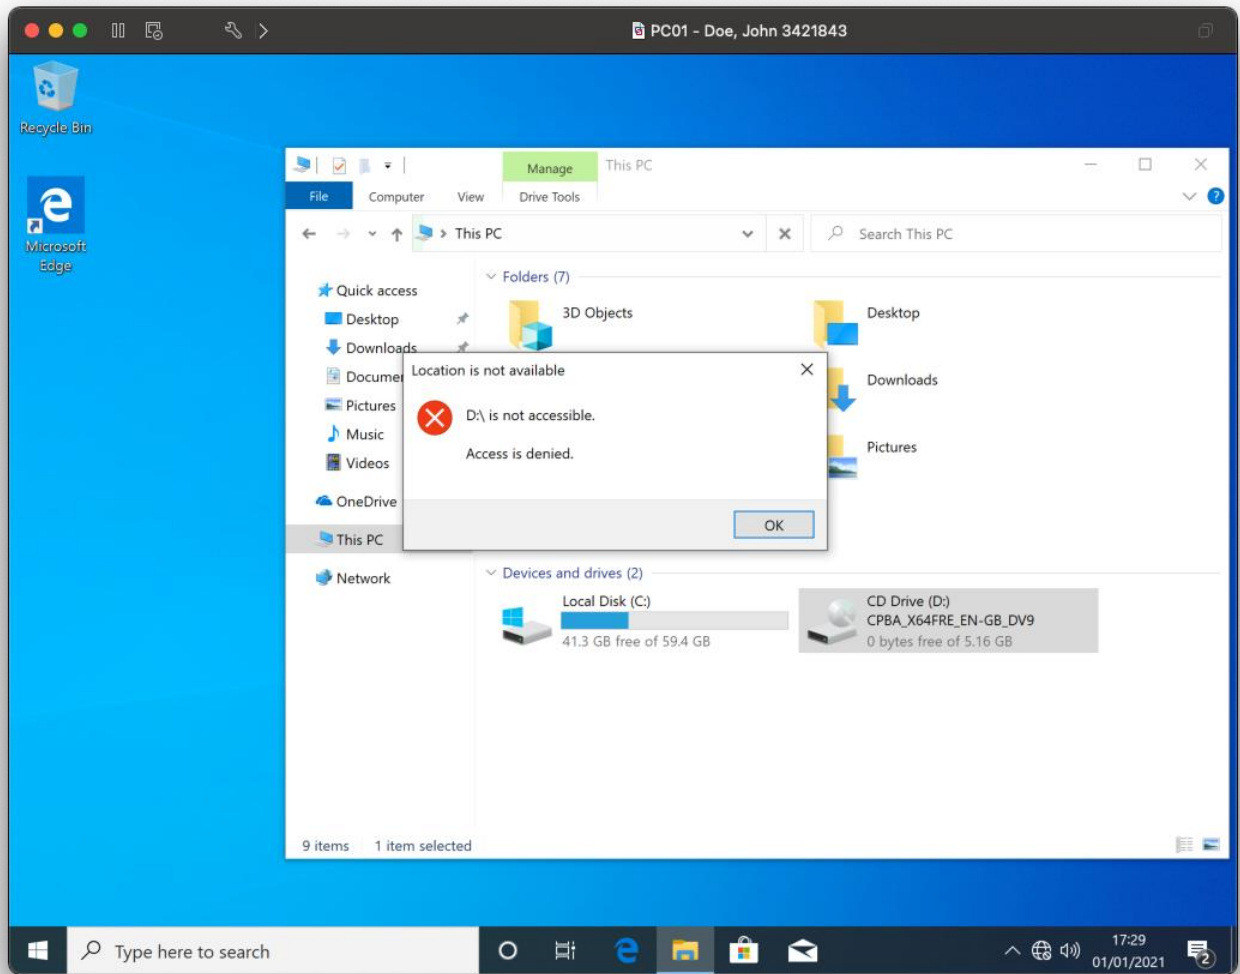 PC01 - Doe, John 3421843
Recycle Bin
Microsoft
Edge
Manage
This PC
File
Computer
View
Drive Tools
This PC
Search This PC
Quick access
Desktop
Downloads
Pictures
Music
Videos
OneDrive
This PC
Network
Folders (7)
3D Objects
Desktop
Downloads
Pictures
Location is not available
D:\ is not accessible.
Access is denied.
OK
Devices and drives (2)
Local Disk (C:)
41.3 GB free of 59.4 GB
CD Drive (D:)
CPBA_X64FRE_EN-GB_DV9
0 bytes free of 5.16 GB
9 items 1 item selected
Type here to search
17:29
01/01/2021
2